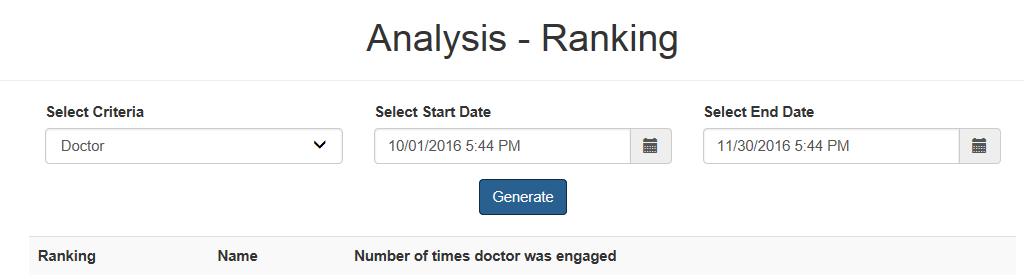 Analysis - Ranking
Select Criteria Select Start Date Select End Date
Doctor 10/01/2016 5:44 PM 11/30/2016 5:44 PM
Generate
Ranking Name Number of times doctor was engaged